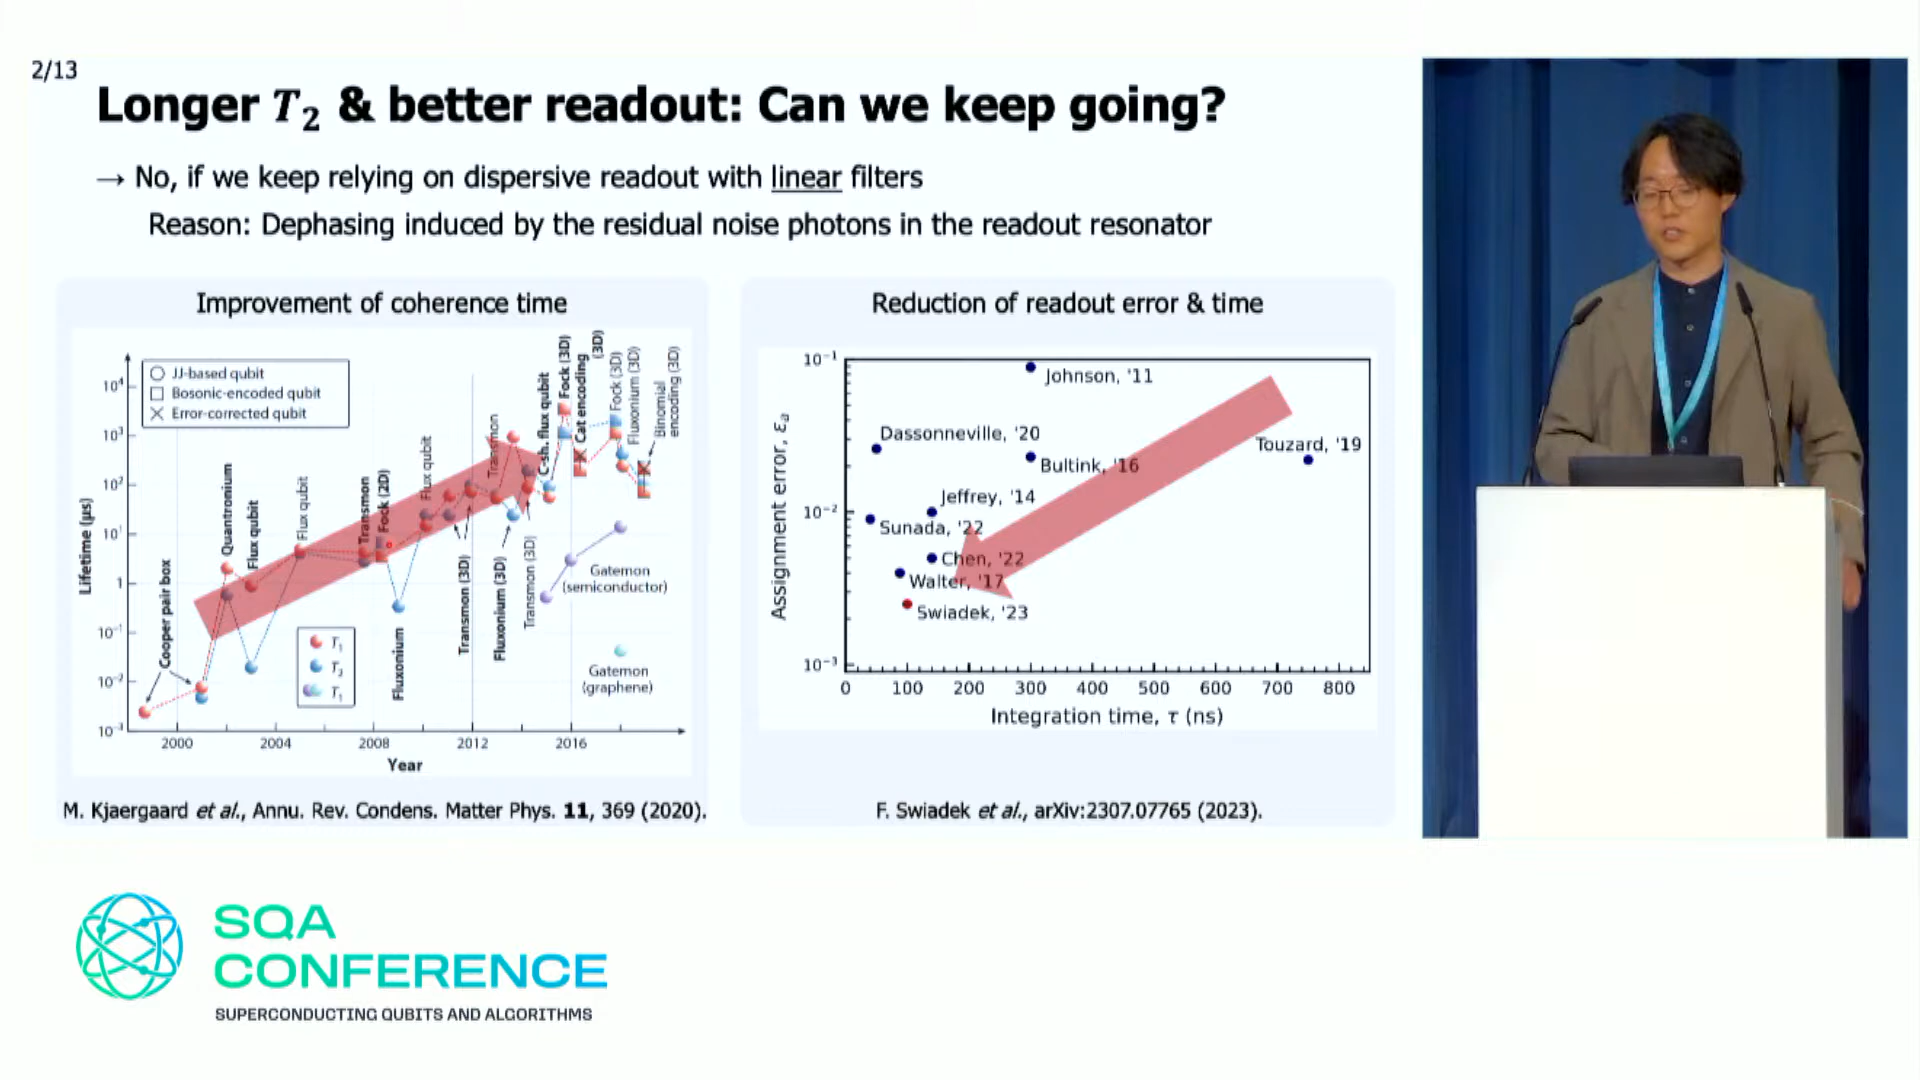 2/13
Longer T₂ & better readout: Can we keep going?
→ No, if we keep relying on dispersive readout with linear filters
Reason: Dephasing induced by the residual noise photons in the readout resonator
Improvement of coherence time
JJ-based qubit
Bosonic-encoded qubit
Error-corrected qubit
Lifetime (μs)
10⁴
10³
10²
10¹
1
10⁻¹
10⁻²
10⁻³
Cooper pair box
Quantronium
Flux qubit
Flux qubit
Transmon
Fock (2D)
Fluxonium
Flux qubit
Transmon (3D)
Transmon
Fluxonium (3D)
Transmon (3D)
C-sh. flux qubit
Fock (3D)
Cat encoding
(3D)
Fock (3D)
Fluxonium (3D)
Binomial
encoding (3D)
Gatemon
(semiconductor)
Gatemon
(graphene)
T₁
T₂
T₁
2000 2004 2008 2012 2016
Year
M. Kjaergaard et al., Annu. Rev. Condens. Matter Phys. 11, 369 (2020).
Reduction of readout error & time
Assignment error, εₐ
10⁻¹
10⁻²
10⁻³
Johnson, '11
Dassonneville, '20
Touzard, '19
Bultink, '16
Jeffrey, '14
Sunada, '22
Chen, '22
Walter, '17
Swiadek, '23
0 100 200 300 400 500 600 700 800
Integration time, τ (ns)
F. Swiadek et al., arXiv:2307.07765 (2023).
SQA
CONFERENCE
SUPERCONDUCTING QUBITS AND ALGORITHMS